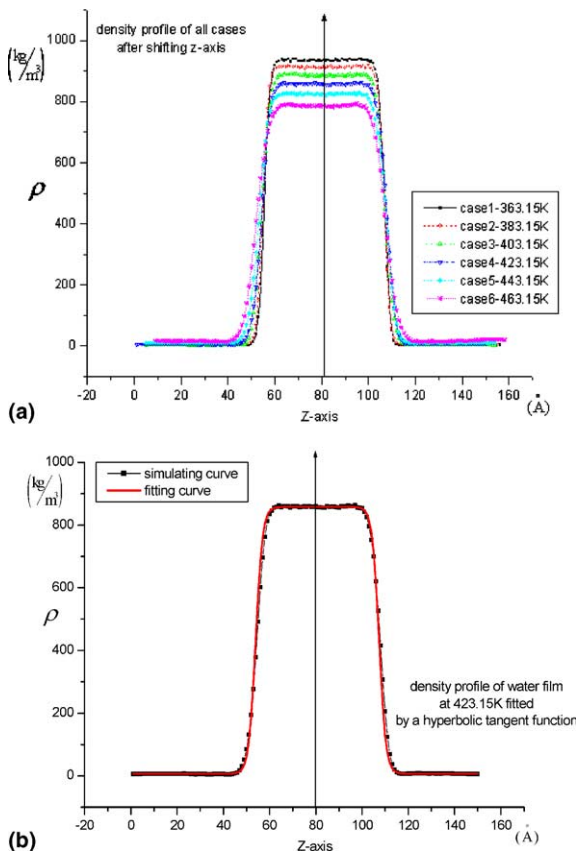 density profile of all cases
after shifting z-axis
(kg/m³)
1000
800
600
400
200
0
ρ
case1-363.15K
case2-383.15K
case3-403.15K
case4-423.15K
case5-443.15K
case6-463.15K
-20 0 20 40 60 80 100 120 140 160
(Å)
Z-axis
(a)
(kg/m³)
1000
800
600
400
200
0
ρ
simulating curve
fitting curve
density profile of water film
at 423.15K fitted
by a hyperbolic tangent function
-20 0 20 40 60 80 100 120 140 160
(Å)
Z-axis
(b)